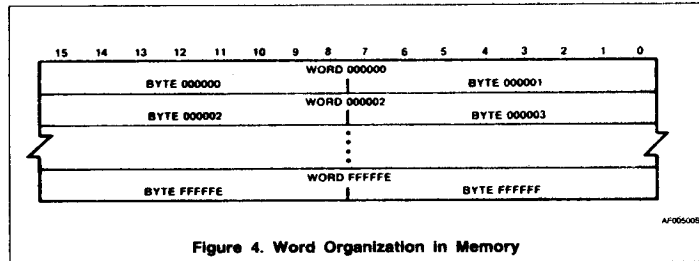 15 14 13 12 11 10 9 8 7 6 5 4 3 2 1 0
WORD 000000
BYTE 000000 BYTE 000001
WORD 000002
BYTE 000002 BYTE 000003
WORD FFFFFE
BYTE FFFFFE BYTE FFFFFF
AF005005
Figure 4. Word Organization in Memory